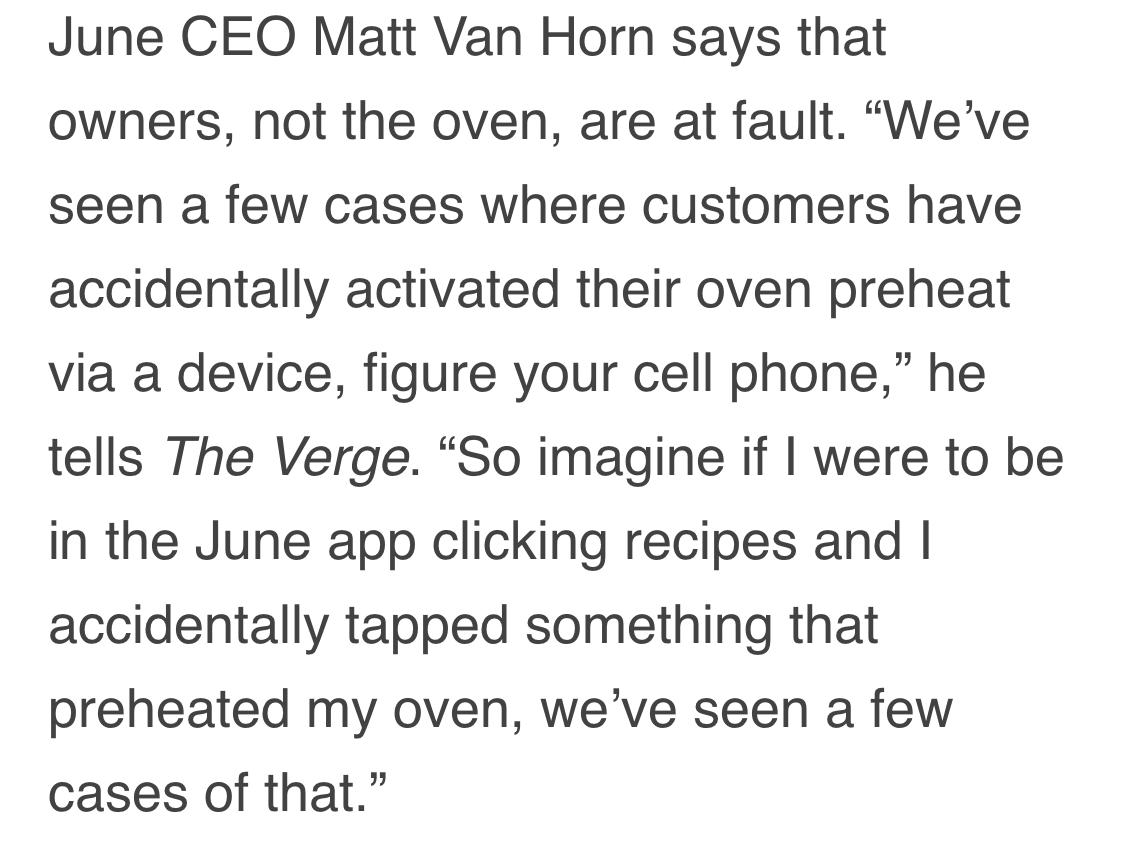 June CEO Matt Van Horn says that
owners, not the oven, are at fault. “We’ve
seen a few cases where customers have
accidentally activated their oven preheat
via a device, figure your cell phone,” he
tells The Verge. “So imagine if I were to be
in the June app clicking recipes and I
accidentally tapped something that
preheated my oven, we’ve seen a few
cases of that.”